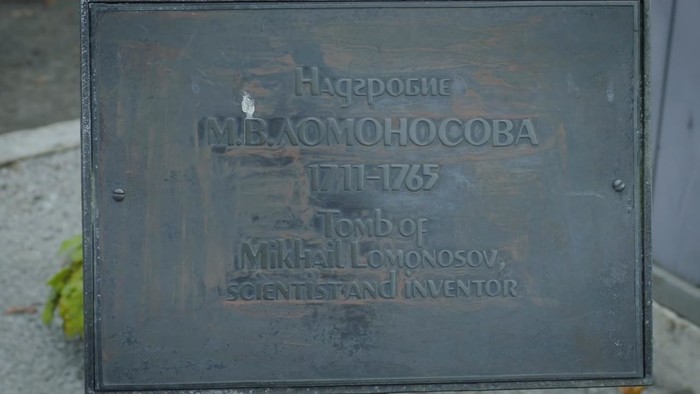 Надгробие
М.В.ЛОМОНОСОВА
1711-1765
Tomb of
Mikhail Lomonosov,
scientist and inventor